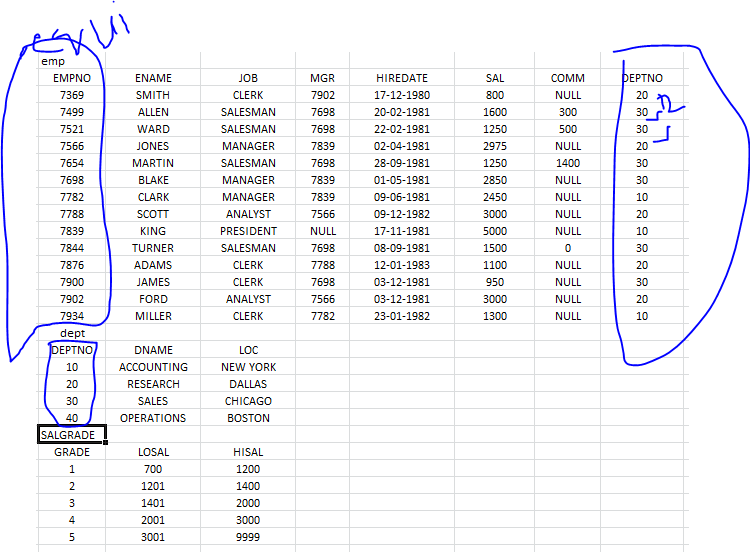 emp
EMPNO ENAME JOB MGR HIREDATE SAL COMM DEPTNO
7369 SMITH CLERK 7902 17-12-1980 800 NULL 20
7499 ALLEN SALESMAN 7698 20-02-1981 1600 300 30
7521 WARD SALESMAN 7698 22-02-1981 1250 500 30
7566 JONES MANAGER 7839 02-04-1981 2975 NULL 20
7654 MARTIN SALESMAN 7698 28-09-1981 1250 1400 30
7698 BLAKE MANAGER 7839 01-05-1981 2850 NULL 30
7782 CLARK MANAGER 7839 09-06-1981 2450 NULL 10
7788 SCOTT ANALYST 7566 09-12-1982 3000 NULL 20
7839 KING PRESIDENT NULL 17-11-1981 5000 NULL 10
7844 TURNER SALESMAN 7698 08-09-1981 1500 0 30
7876 ADAMS CLERK 7788 12-01-1983 1100 NULL 20
7900 JAMES CLERK 7698 03-12-1981 950 NULL 30
7902 FORD ANALYST 7566 03-12-1981 3000 NULL 20
7934 MILLER CLERK 7782 23-01-1982 1300 NULL 10
dept
DEPTNO DNAME LOC
10 ACCOUNTING NEW YORK
20 RESEARCH DALLAS
30 SALES CHICAGO
40 OPERATIONS BOSTON
SALGRADE
GRADE LOSAL HISAL
1 700 1200
2 1201 1400
3 1401 2000
4 2001 3000
5 3001 9999